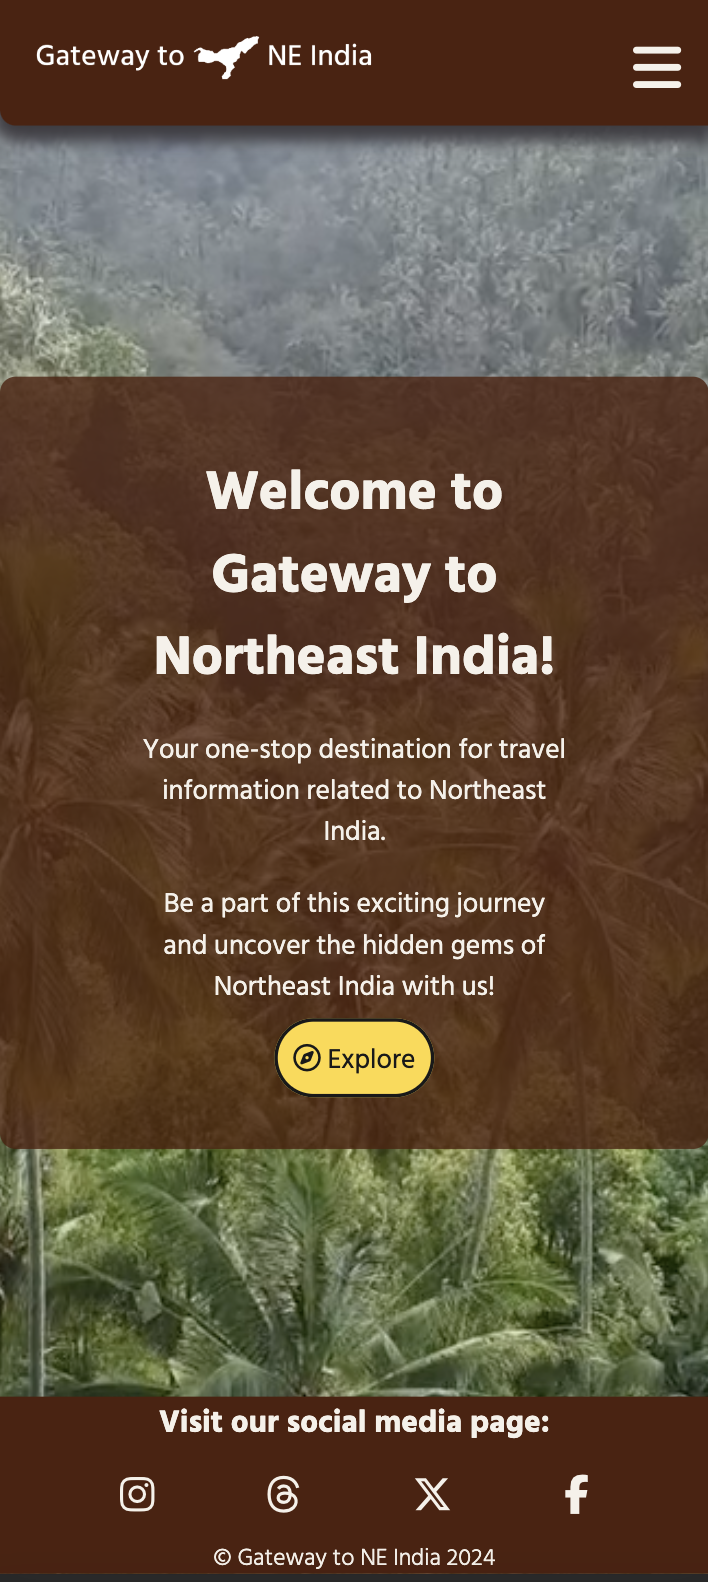 Gateway to NE India
Welcome to
Gateway to
Northeast India!
Your one-stop destination for travel
information related to Northeast
India.
Be a part of this exciting journey
and uncover the hidden gems of
Northeast India with us!
Explore
Visit our social media page:
© Gateway to NE India 2024